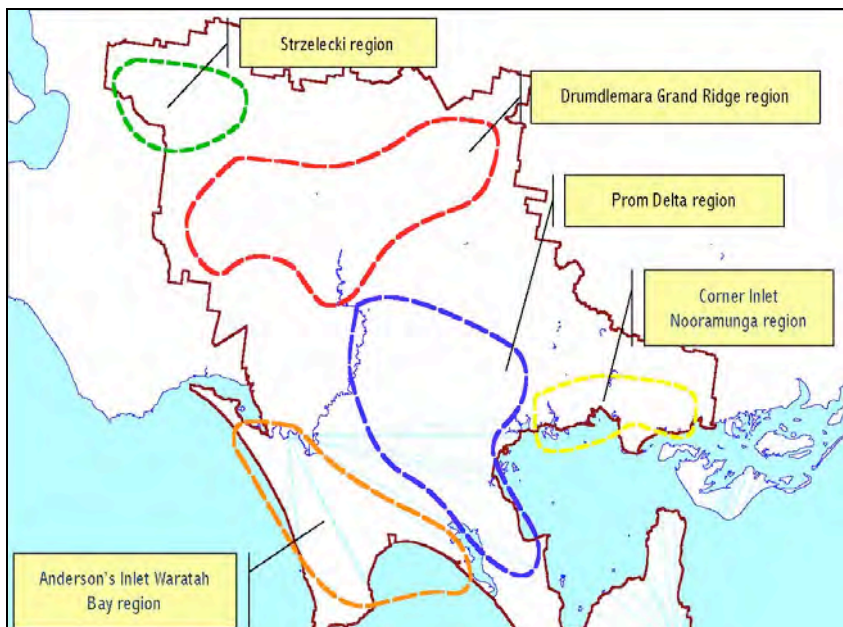 Strzelecki region
Drumdlemara Grand Ridge region
Prom Delta region
Corner Inlet
Nooramunga region
Anderson's Inlet Waratah
Bay region